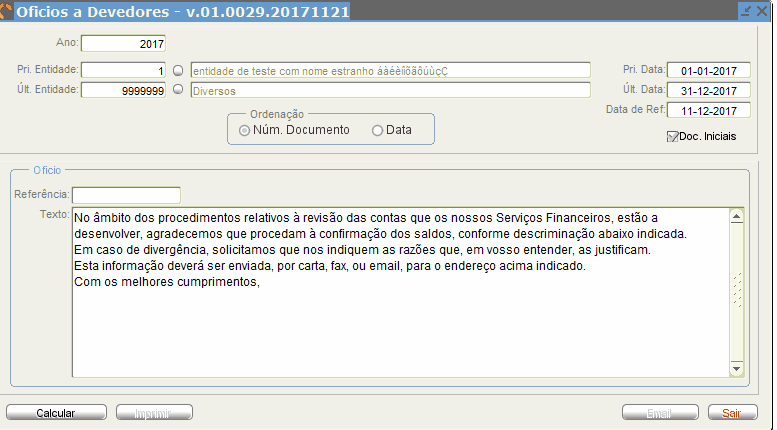 Oficios a Devedores - v.01.0029.20171121
Ano: 2017
Pri. Entidade: 1 entidade de teste com nome estranho áàéèíîõãôúùçÇ Pri. Data: 01-01-2017
Últ. Entidade: 9999999 Diversos Últ. Data: 31-12-2017
Data de Ref: 11-12-2017
Ordenação
Núm. Documento Data
Doc. Iniciais
Oficio
Referência:
Texto: No âmbito dos procedimentos relativos à revisão das contas que os nossos Serviços Financeiros, estão a
desenvolver, agradecemos que procedam à confirmação dos saldos, conforme descriminação abaixo indicada.
Em caso de divergência, solicitamos que nos indiquem as razões que, em vosso entender, as justificam.
Esta informação deverá ser enviada, por carta, fax, ou email, para o endereço acima indicado.
Com os melhores cumprimentos,
Calcular Imprimir Email Sair